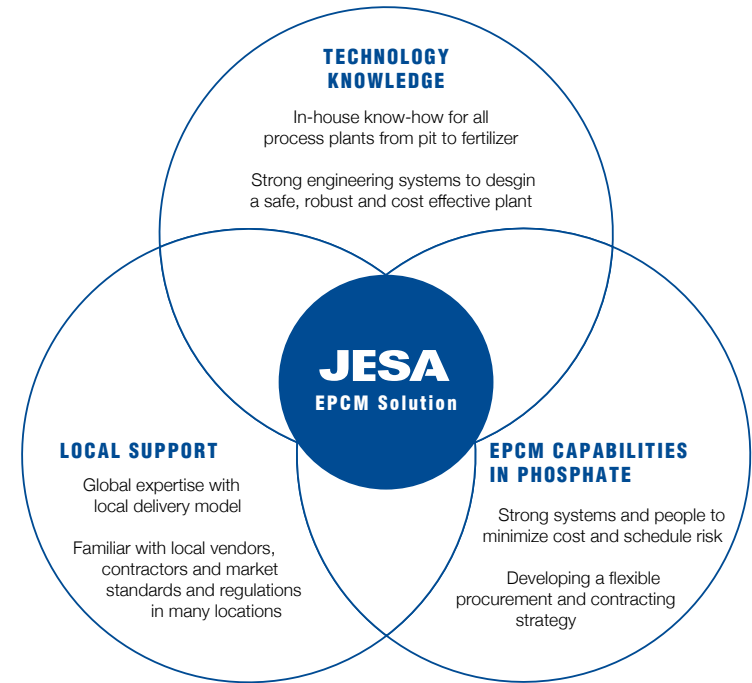 TECHNOLOGY
KNOWLEDGE
In-house know-how for all
process plants from pit to fertilizer
Strong engineering systems to desgin
a safe, robust and cost effective plant
JESA
EPCM Solution
LOCAL SUPPORT
Global expertise with
local delivery model
Familiar with local vendors,
contractors and market
standards and regulations
in many locations
EPCM CAPABILITIES
IN PHOSPHATE
Strong systems and people to
minimize cost and schedule risk
Developing a flexible
procurement and contracting
strategy